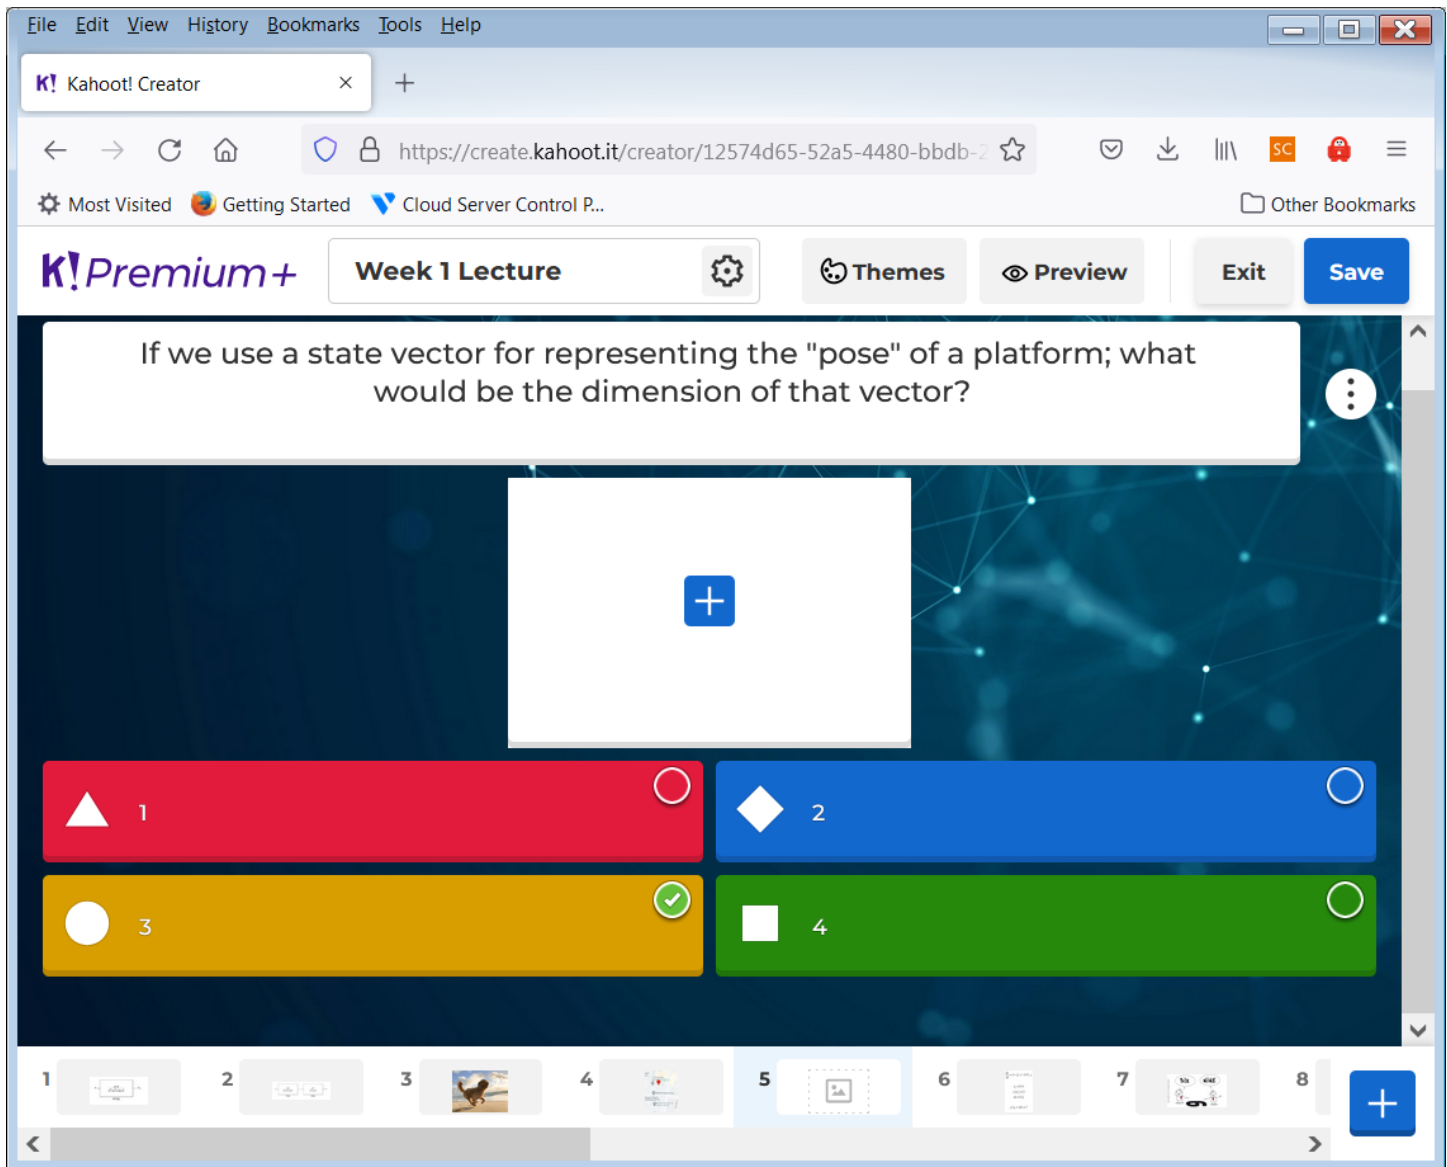 File Edit View History Bookmarks Tools Help
K! Kahoot! Creator
https://create.kahoot.it/creator/12574d65-52a5-4480-bbdb-2
SC
Most Visited Getting Started Cloud Server Control P... Other Bookmarks
K! Premium+ Week 1 Lecture Themes Preview Exit Save
If we use a state vector for representing the "pose" of a platform; what
would be the dimension of that vector?
1 2
3 4
1 2 3 4 5 6 7 8